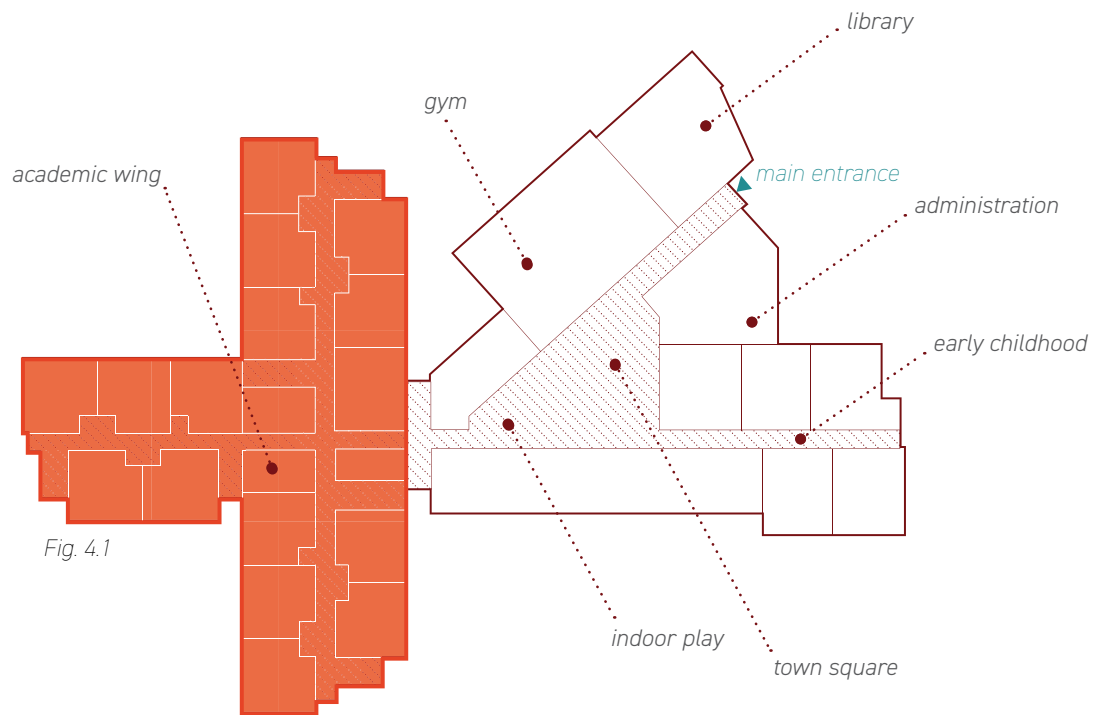 library
gym
academic wing
main entrance
administration
early childhood
Fig. 4.1
indoor play
town square